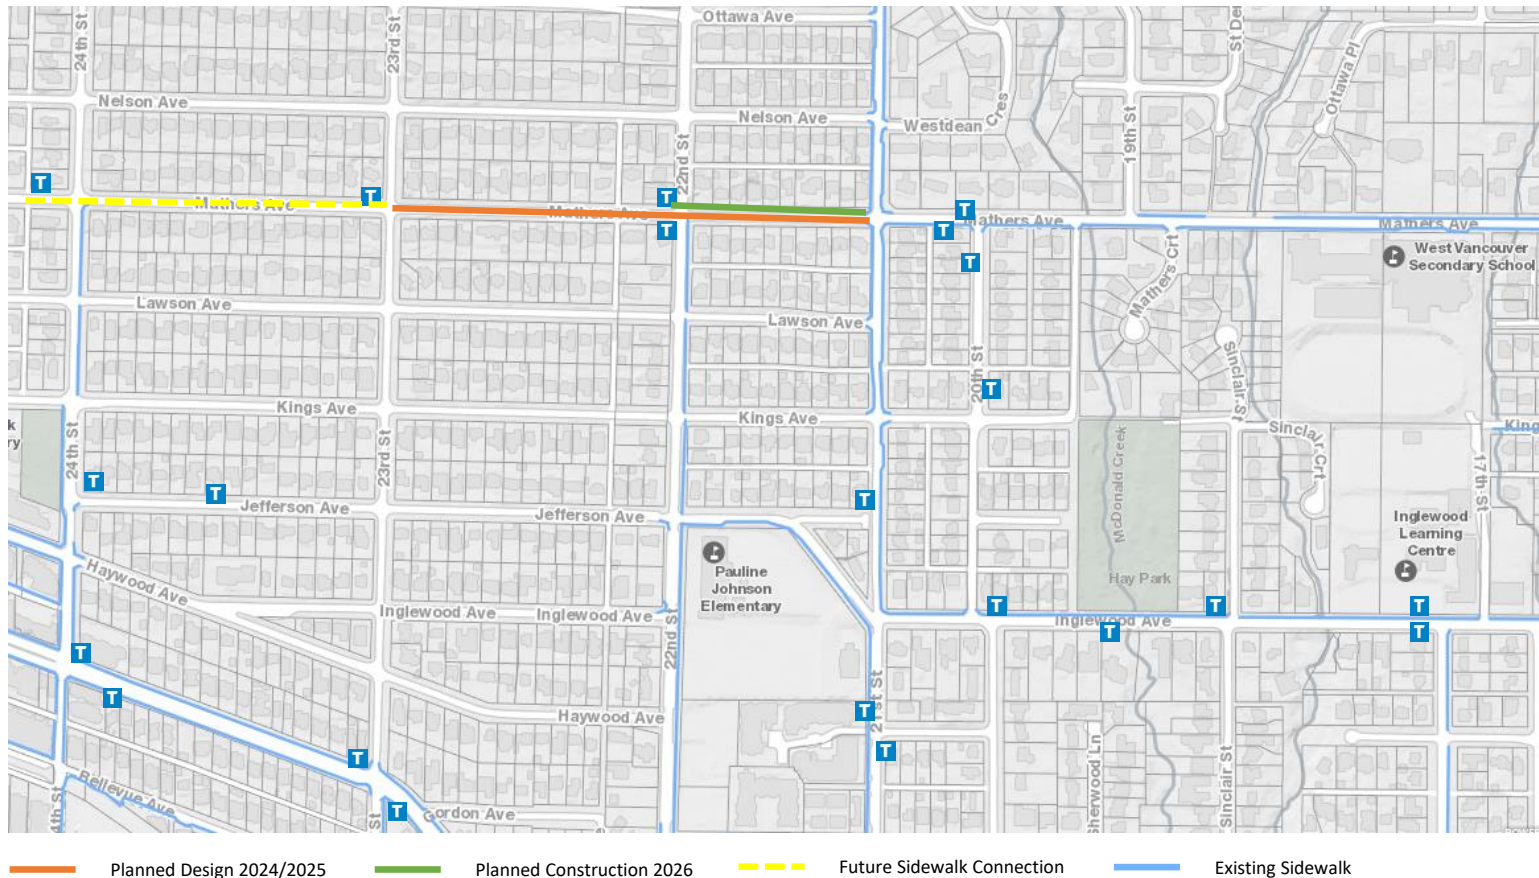 Ottawa Ave
24th St
23rd St
Nelson Ave
Nelson Ave
22nd St
Westdean Cres
19th St
Ottawa Pl
T
T
T
T
T
T
T
Mathers Ave
Mathers Ave
Mathers Ave
Mathers Ave
Mathers Crt
West Vancouver
Secondary School
Lawson Ave
Lawson Ave
20th St
T
Sinclair St
Kings Ave
Kings Ave
24th St
23rd St
T
T
T
Jefferson Ave
Jefferson Ave
McDonald Creek
Sinclair Crt
17th St
Inglewood
Learning
Centre
Pauline
Johnson
Elementary
Hay Park
Haywood Ave
Inglewood Ave
Inglewood Ave
22nd St
T
T
T
T
T
Inglewood Ave
T
T
21st St
T
T
Haywood Ave
T
T
Sherwood Ln
Sinclair St
Bellevue Ave
Gordon Ave
St
Planned Design 2024/2025
Planned Construction 2026
Future Sidewalk Connection
Existing Sidewalk